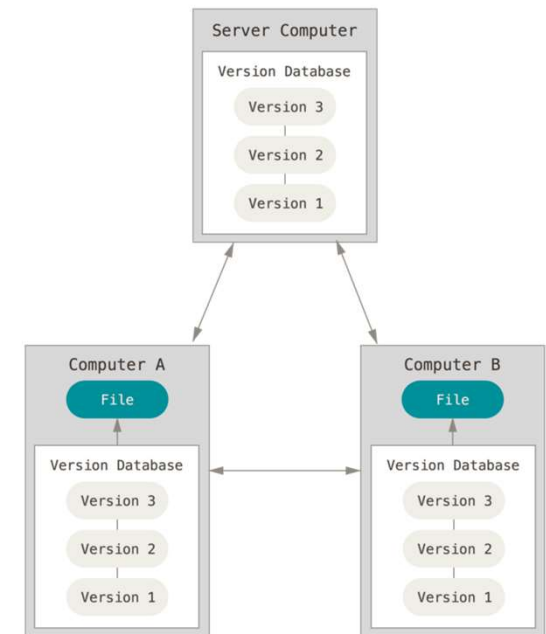 Server Computer
Version Database
Version 3
Version 2
Version 1
Computer A
File
Version Database
Version 3
Version 2
Version 1
Computer B
File
Version Database
Version 3
Version 2
Version 1